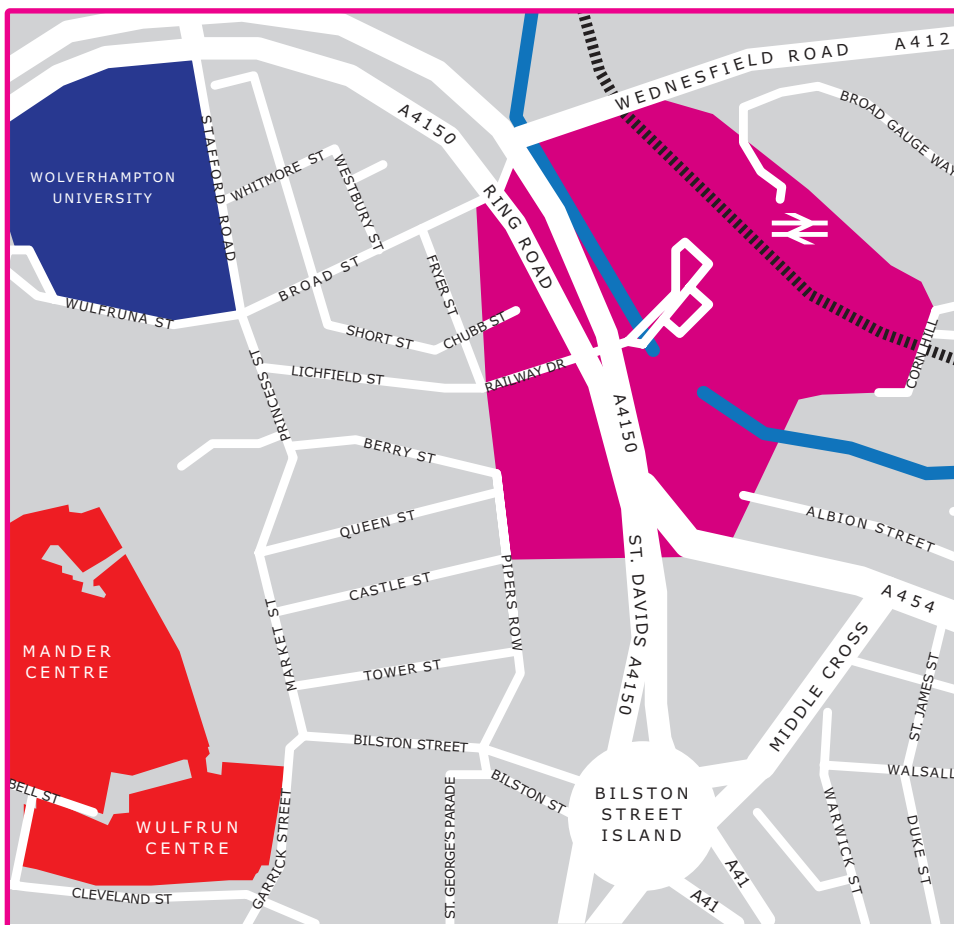 WEDNESFIELD ROAD
A412
BROAD GAUGE WAY
A4150
STAFFORD ROAD
WOLVERHAMPTON
UNIVERSITY
WHITMORE ST
WESTBURY ST
RING ROAD
BROAD ST
FRYER ST
WULFRUNA ST
SHORT ST
CHUBB ST
CORN HILL
PRINCESS ST
LICHFIELD ST
RAILWAY DR
A4150
BERRY ST
QUEEN ST
ALBION STREET
PIPERS ROW
ST. DAVIDS A4150
CASTLE ST
A454
MARKET ST
MANDER
CENTRE
TOWER ST
MIDDLE CROSS
ST. JAMES ST
BILSTON STREET
BILSTON ST
WALSALL
BELL ST
BILSTON
STREET
ISLAND
WULFRUN
CENTRE
GARRICK STREET
ST. GEORGES PARADE
WARWICK ST
DUKE ST
A41
A41
CLEVELAND ST